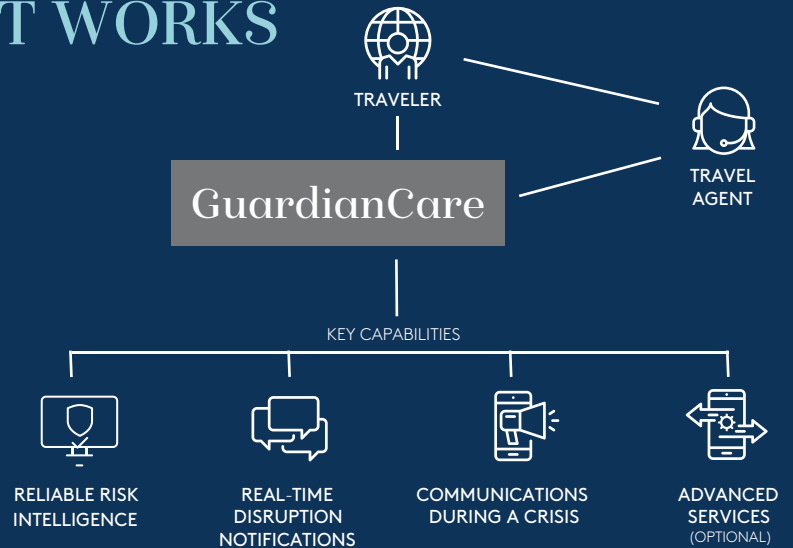 T WORKS
TRAVELER
TRAVEL
AGENT
GuardianCare
KEY CAPABILITIES
RELIABLE RISK
INTELLIGENCE
REAL-TIME
DISRUPTION
NOTIFICATIONS
COMMUNICATIONS
DURING A CRISIS
ADVANCED
SERVICES
(OPTIONAL)